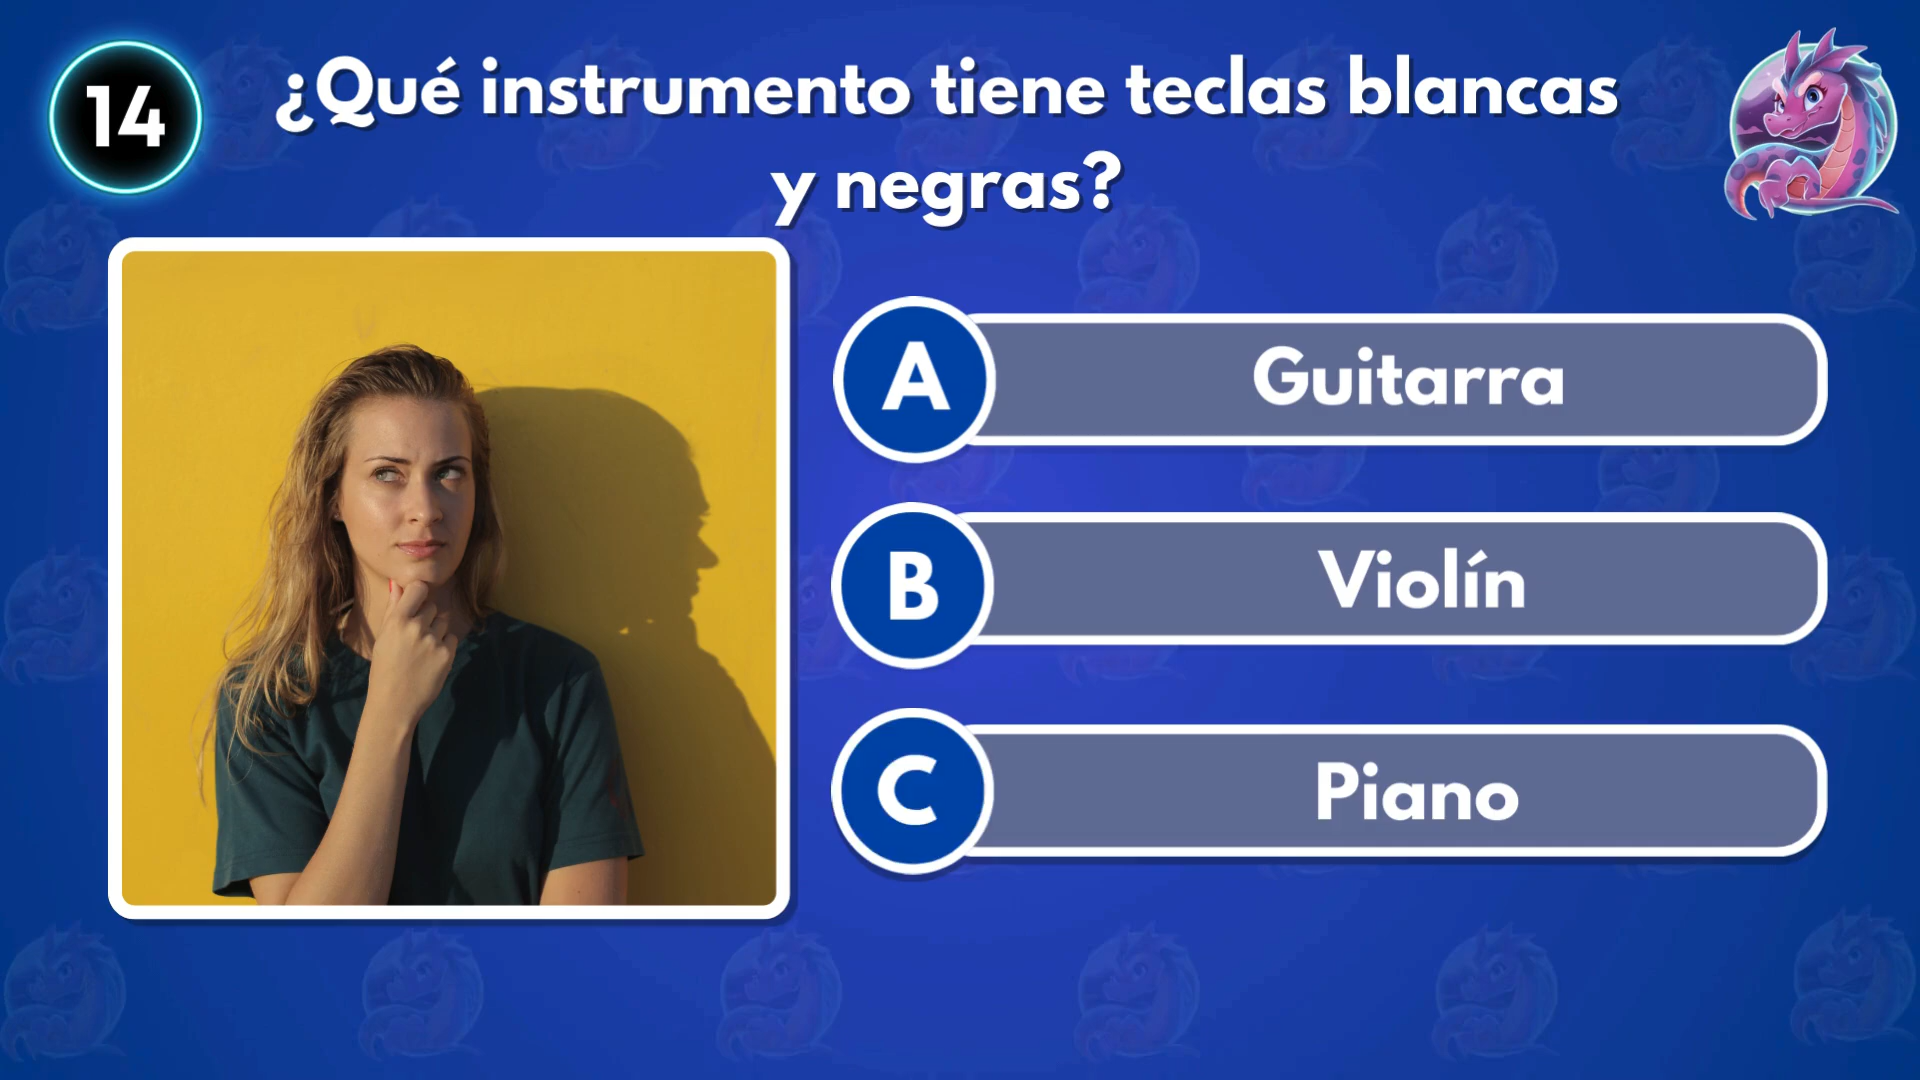 14
¿Qué instrumento tiene teclas blancas
y negras?
A Guitarra
B Violín
C Piano